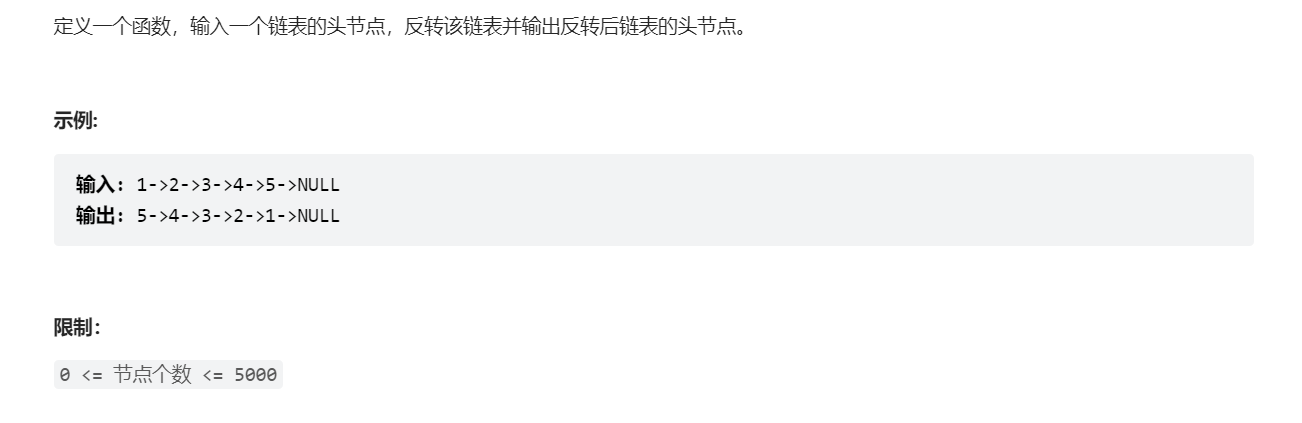 定义一个函数，输入一个链表的头节点，反转该链表并输出反转后链表的头节点。
示例:
输入：1->2->3->4->5->NULL
输出：5->4->3->2->1->NULL
限制：
0 <= 节点个数 <= 5000